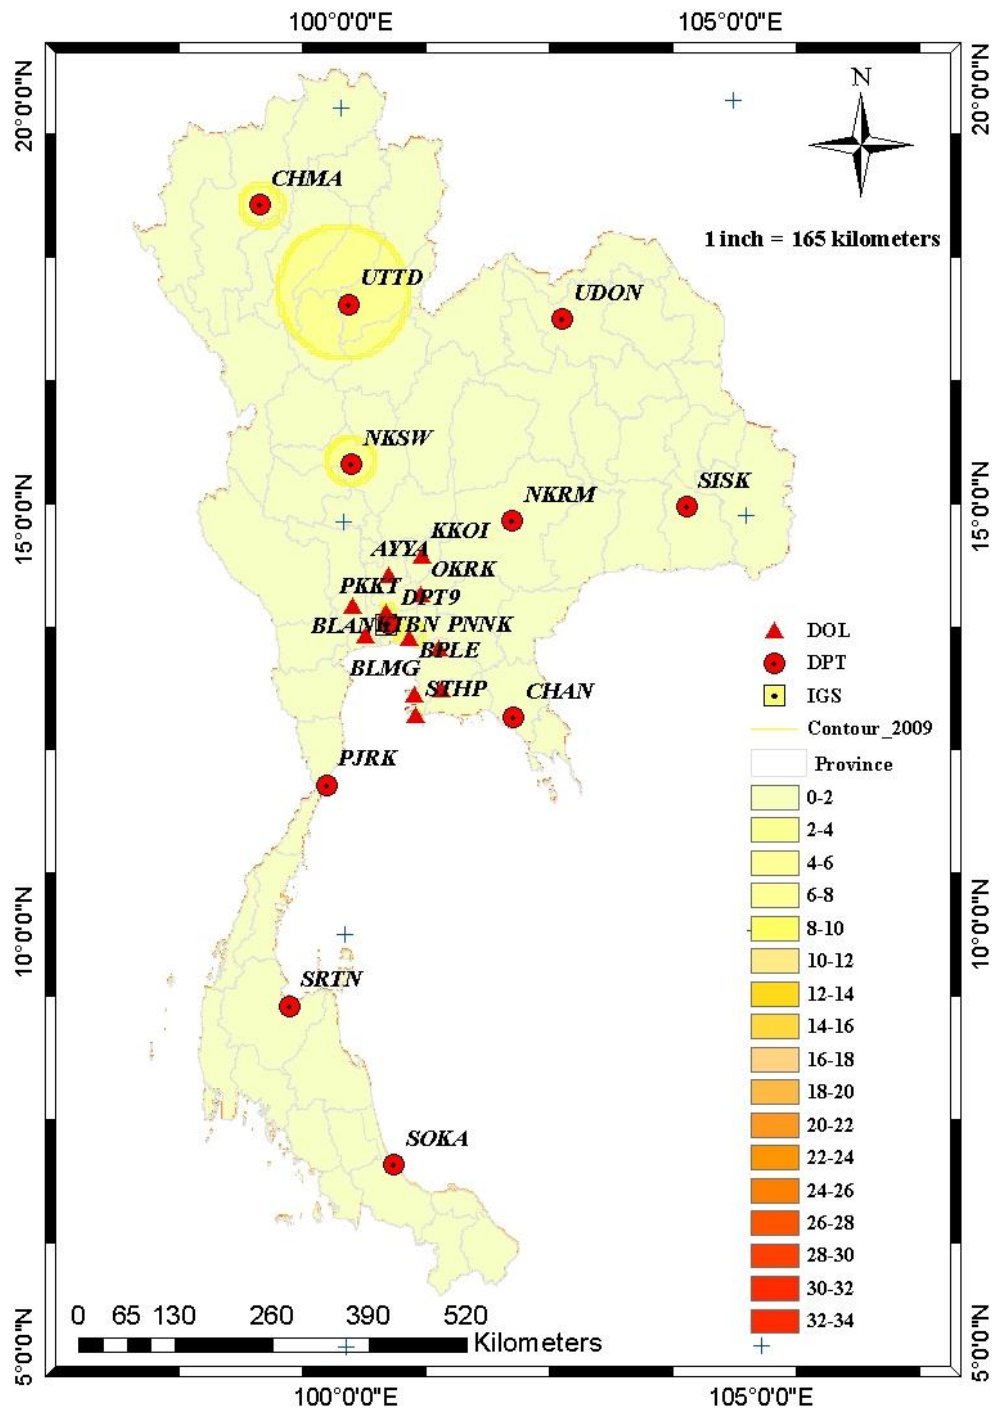 100°0'0"E 105°0'0"E
20°0'0"N 20°0'0"N
N
CHMA
1 inch = 165 kilometers
UTTD
UDON
NKSW
SISK
NKRM
15°0'0"N 15°0'0"N
KKOI
AYYA
OKRK
PKKT
DPT9
BLAN
TBN
PNNK
BPLE
BLMG
STHP
CHAN
PJRK
DOL
DPT
IGS
Contour_2009
Province
0-2
2-4
4-6
6-8
8-10
10-12
12-14
14-16
16-18
18-20
20-22
22-24
24-26
26-28
28-30
30-32
32-34
10°0'0"N 10°0'0"N
SRTN
SOKA
0 65 130 260 390 520
Kilometers
5°0'0"N 5°0'0"N
100°0'0"E 105°0'0"E